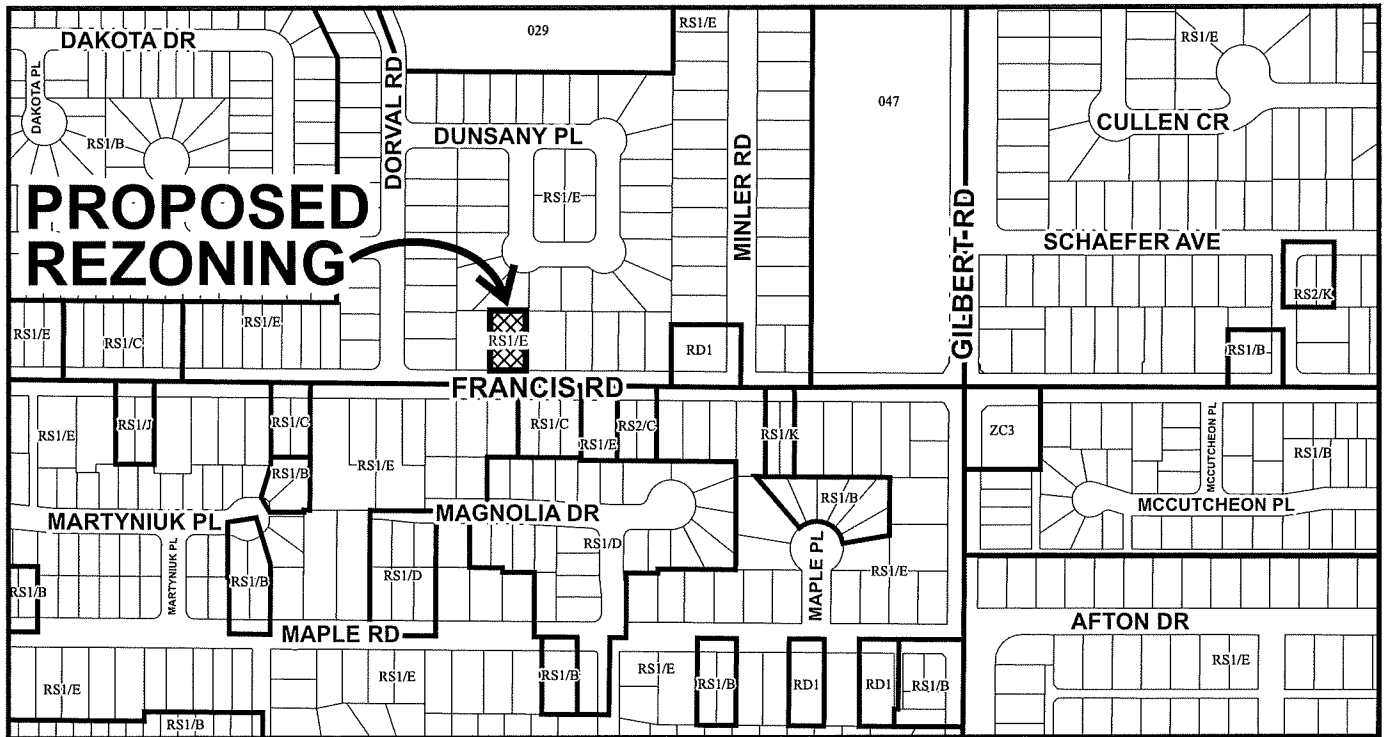 RS1/E
029
DAKOTA DR
RS1/E
DAKOTA PL
DORVAL RD
047
CULLEN CR
DUNSANY PL
RS1/B
MINLER RD
PROPOSED
REZONING
RS1/E
GILBERT RD
SCHAEFER AVE
RS2/K
RS1/E
RS1/C
RS1/E
RS1/E
RD1
RS1/B
FRANCIS RD
RS1/E
RS1/J
RS1/C
RS1/C
RS1/E
RS2/C
RS1/K
ZC3
MCCUTCHEON PL
RS1/B
RS1/B
RS1/E
RS1/B
MCCUTCHEON PL
MARTYNIUK PL
MAGNOLIA DR
MARTYNIUK PL
RS1/B
RS1/B
RS1/D
RS1/D
MAPLE PL
RS1/E
MAPLE RD
AFTON DR
RS1/E
RS1/E
RS1/B
RS1/E
RS1/B
RD1
RD1
RS1/B
RS1/E
RS1/B